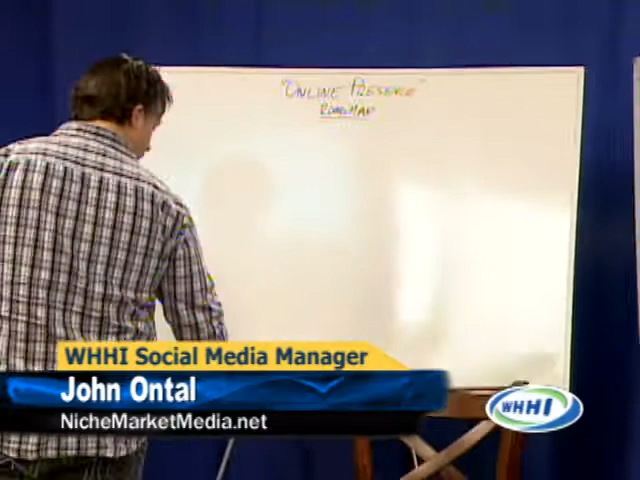 "ONLINE PRESENCE"
ROADMAP
WHHI Social Media Manager
John Ontal
NicheMarketMedia.net
WHHI